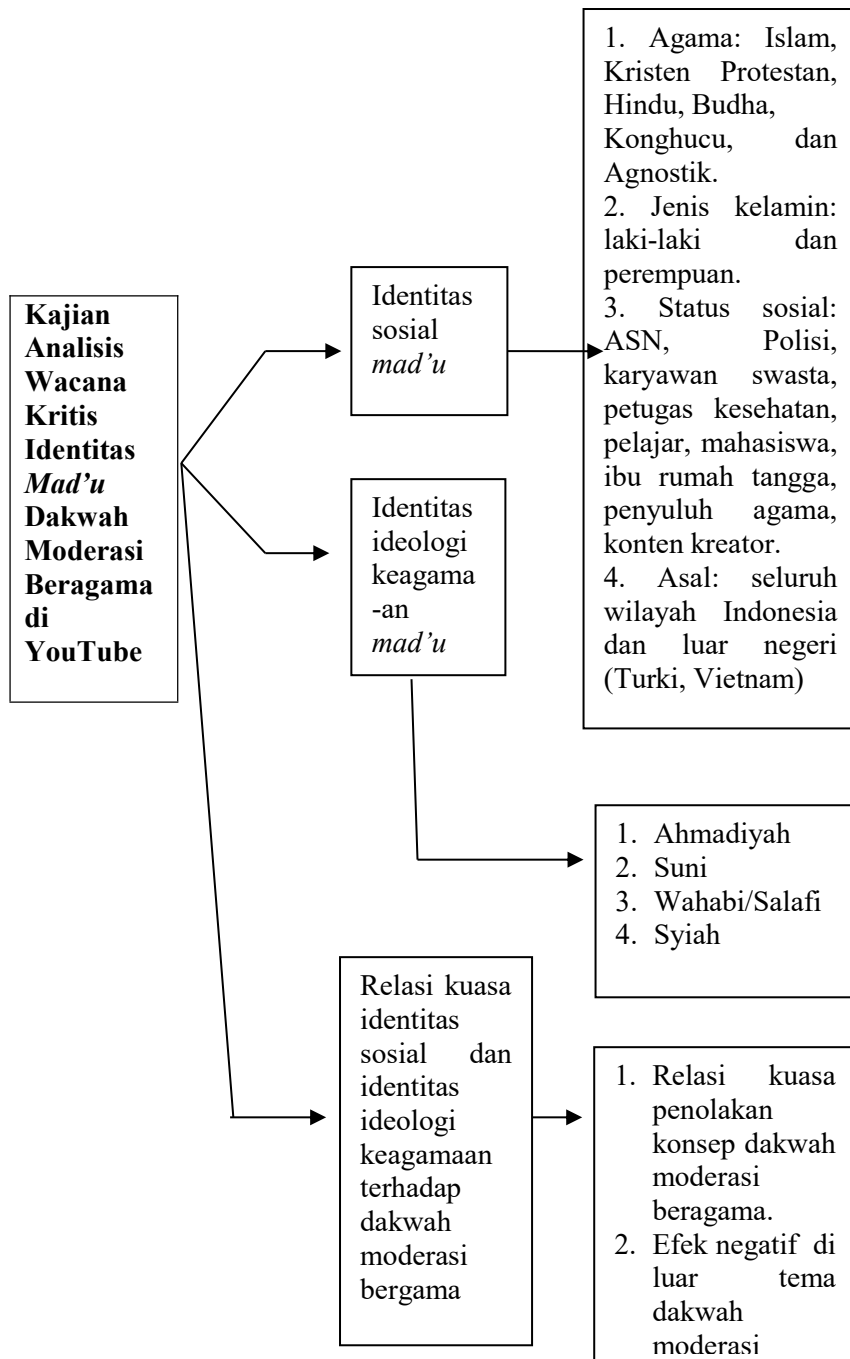 Kajian
Analisis
Wacana
Kritis
Identitas
Mad’u
Dakwah
Moderasi
Beragama
di
YouTube
Identitas
sosial
mad’u
1. Agama: Islam,
Kristen Protestan,
Hindu, Budha,
Konghucu, dan
Agnostik.
2. Jenis kelamin:
laki-laki dan
perempuan.
3. Status sosial:
ASN, Polisi,
karyawan swasta,
petugas kesehatan,
pelajar, mahasiswa,
ibu rumah tangga,
penyuluh agama,
konten kreator.
4. Asal: seluruh
wilayah Indonesia
dan luar negeri
(Turki, Vietnam)
Identitas
ideologi
keagama
-an
mad’u
1. Ahmadiyah
2. Suni
3. Wahabi/Salafi
4. Syiah
Relasi kuasa
identitas
sosial dan
identitas
ideologi
keagamaan
terhadap
dakwah
moderasi
bergama
1. Relasi kuasa
penolakan
konsep dakwah
moderasi
beragama.
2. Efek negatif di
luar tema
dakwah
moderasi